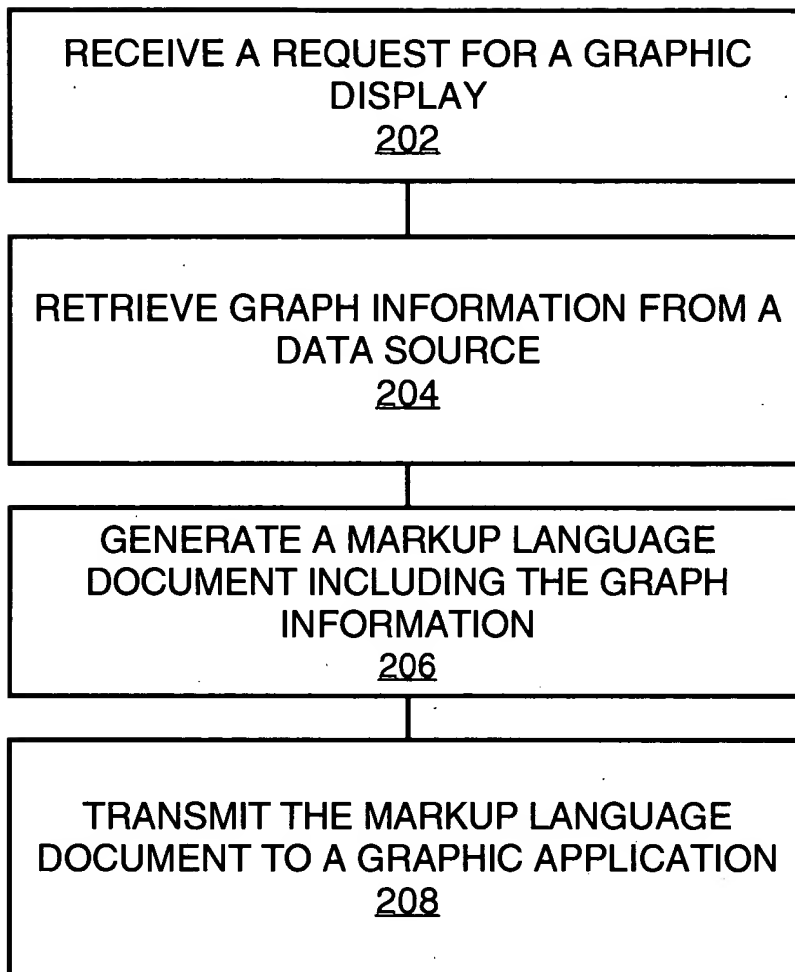 RECEIVE A REQUEST FOR A GRAPHIC
DISPLAY
202
RETRIEVE GRAPH INFORMATION FROM A
DATA SOURCE
204
GENERATE A MARKUP LANGUAGE
DOCUMENT INCLUDING THE GRAPH
INFORMATION
206
TRANSMIT THE MARKUP LANGUAGE
DOCUMENT TO A GRAPHIC APPLICATION
208